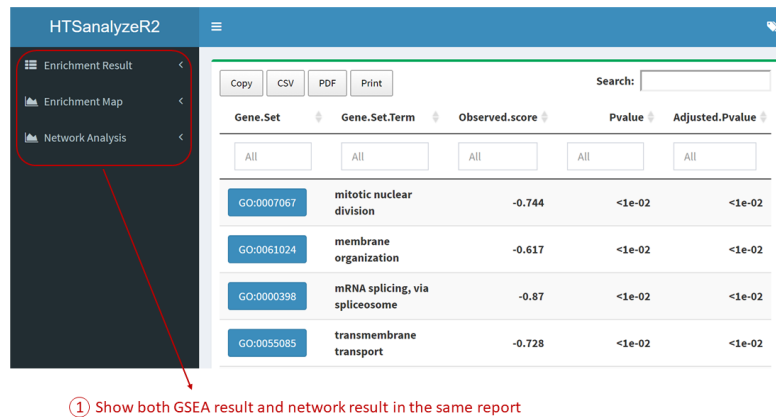 HTSanalyzeR2
Enrichment Result
Enrichment Map
Network Analysis
Copy CSV PDF Print Search:
Gene.Set Gene.Set.Term Observed.score Pvalue Adjusted.Pvalue
All All All All All
GO:0007067 mitotic nuclear division -0.744 <1e-02 <1e-02
GO:0061024 membrane organization -0.617 <1e-02 <1e-02
GO:0000398 mRNA splicing, via spliceosome -0.87 <1e-02 <1e-02
GO:0055085 transmembrane transport -0.728 <1e-02 <1e-02
① Show both GSEA result and network result in the same report